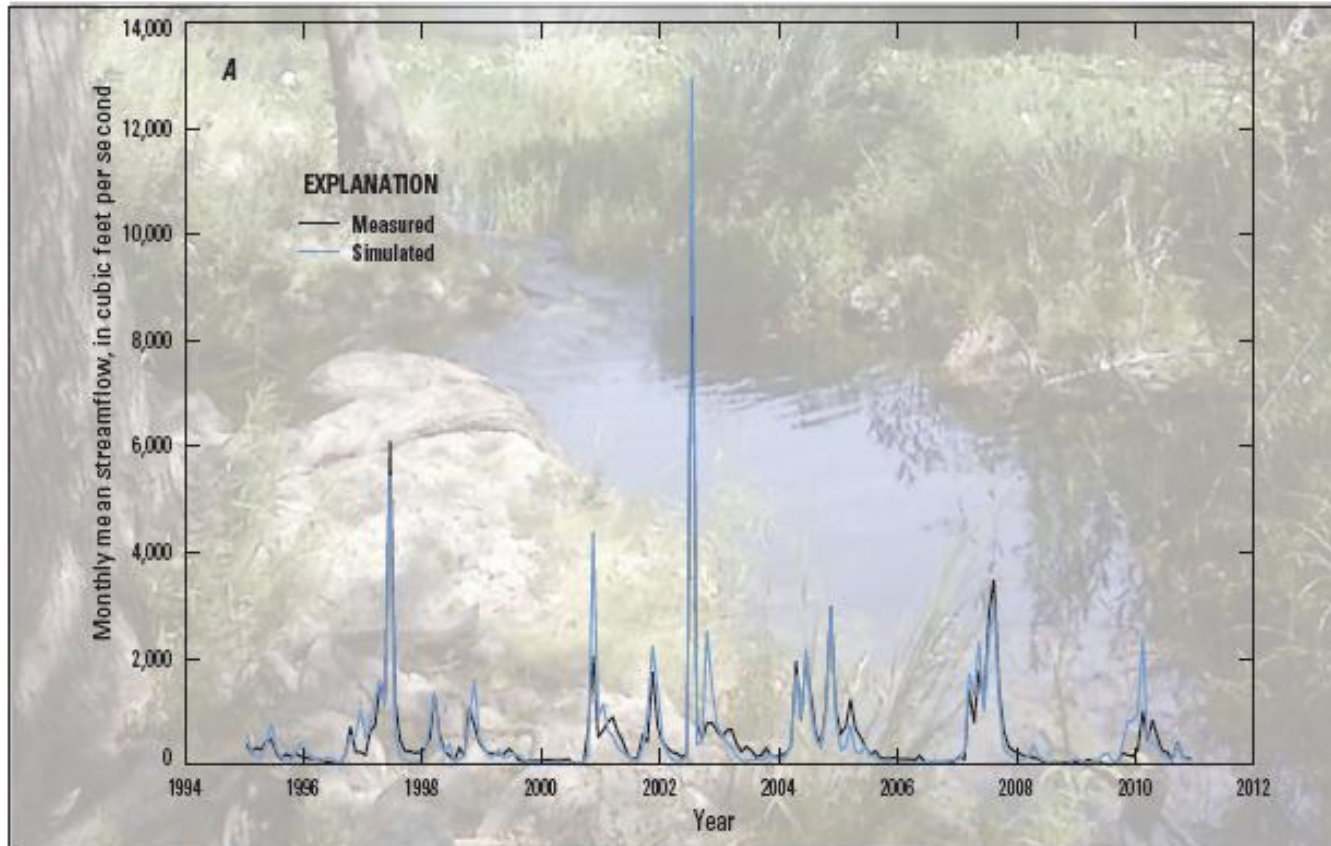 14,000
A
12,000
EXPLANATION
Measured
Simulated
10,000
8,000
6,000
4,000
2,000
0
1994 1996 1998 2000 2002 2004 2006 2008 2010 2012
Year
Monthly mean streamflow, in cubic feet per second